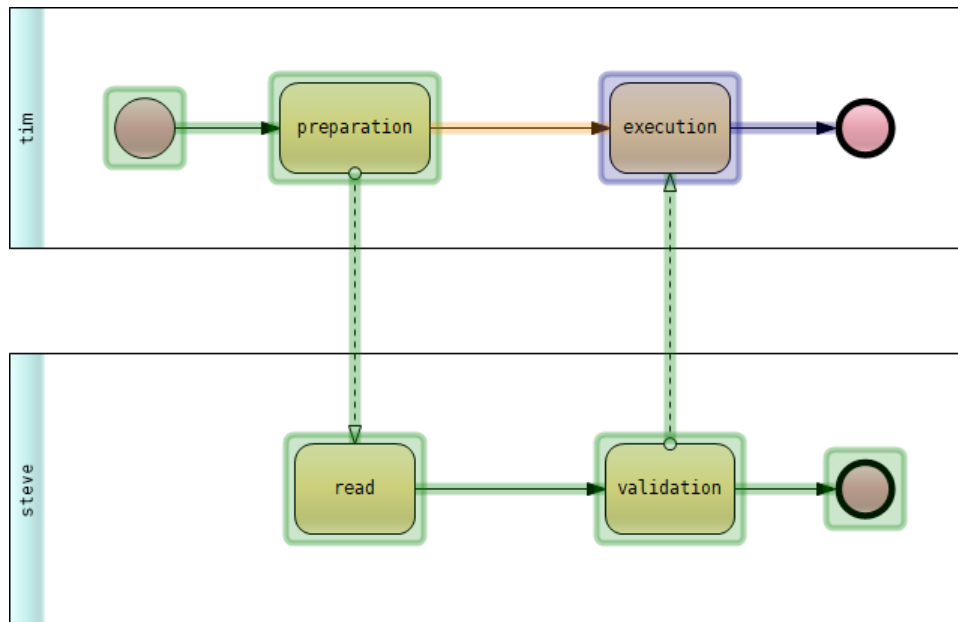 tim
preparation
execution
steve
read
validation